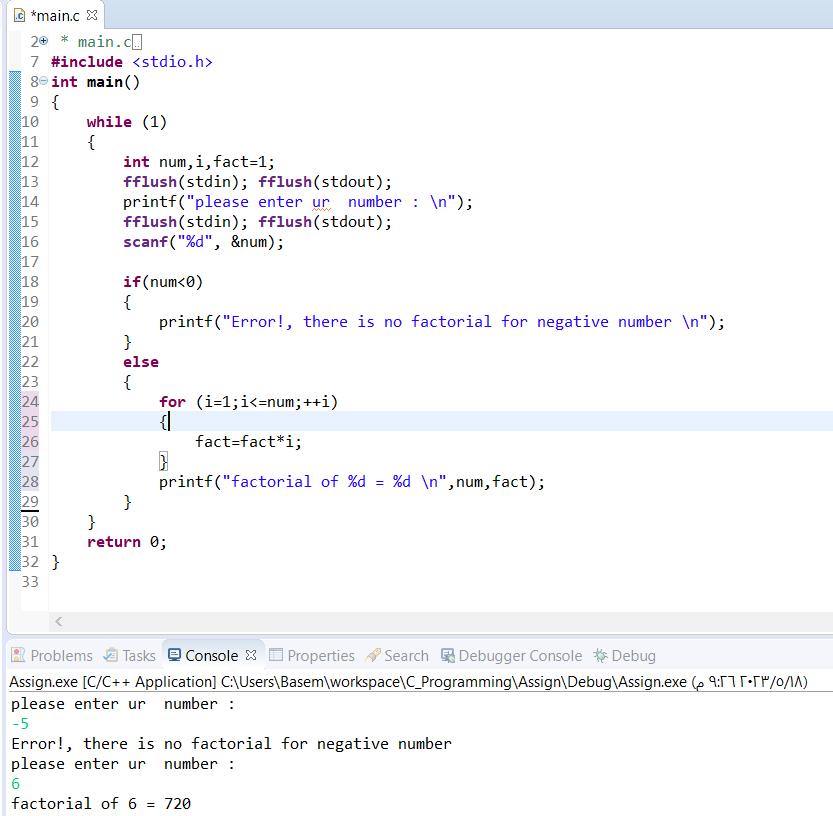 *main.c
2 * main.c
7 #include <stdio.h>
8 int main()
9 {
10 while (1)
11 {
12 int num,i,fact=1;
13 fflush(stdin); fflush(stdout);
14 printf("please enter ur  number : \n");
15 fflush(stdin); fflush(stdout);
16 scanf("%d", &num);
17
18 if(num<0)
19 {
20 printf("Error!, there is no factorial for negative number \n");
21 }
22 else
23 {
24 for (i=1;i<=num;++i)
25 {
26 fact=fact*i;
27 }
28 printf("factorial of %d = %d \n",num,fact);
29 }
30 }
31 return 0;
32 }
33
Problems Tasks Console Properties Search Debugger Console Debug
Assign.exe [C/C++ Application] C:\Users\Basem\workspace\C_Programming\Assign\Debug\Assign.exe (م ٩:٢٦ ٢٠٢٣/٥/١٨)
please enter ur  number :
-5
Error!, there is no factorial for negative number
please enter ur  number :
6
factorial of 6 = 720